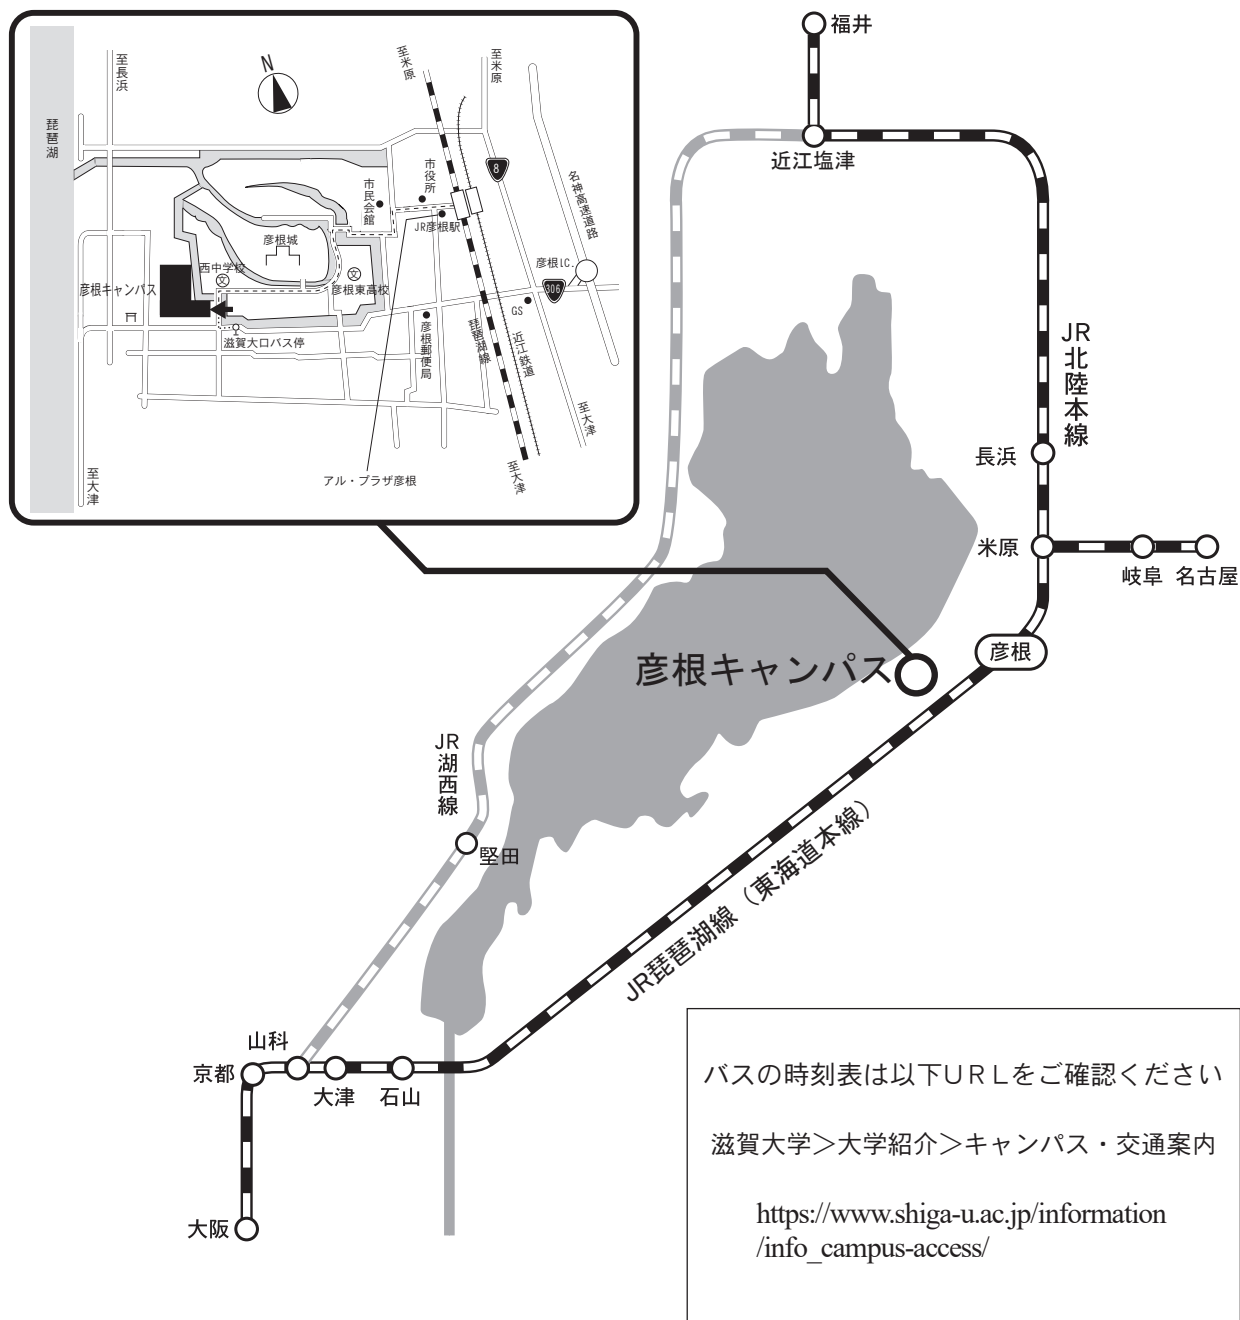 福井
近江塩津
琵琶湖
至長浜
N
至米原
至米原
8
名神高速道路
市役所
市民会館
JR彦根駅
彦根城
西中学校
文
文
彦根東高校
彦根IC.
306
GS
彦根キャンパス
滋賀大口バス停
彦根郵便局
琵琶湖線
近江鉄道
至大津
至大津
至大津
アル・プラザ彦根
JR北陸本線
長浜
米原
岐阜
名古屋
彦根
彦根キャンパス
JR湖西線
堅田
JR琵琶湖線（東海道本線）
山科
京都
大津
石山
大阪
バスの時刻表は以下ＵＲＬをご確認ください
滋賀大学＞大学紹介＞キャンパス・交通案内
https://www.shiga-u.ac.jp/information
/info_campus-access/